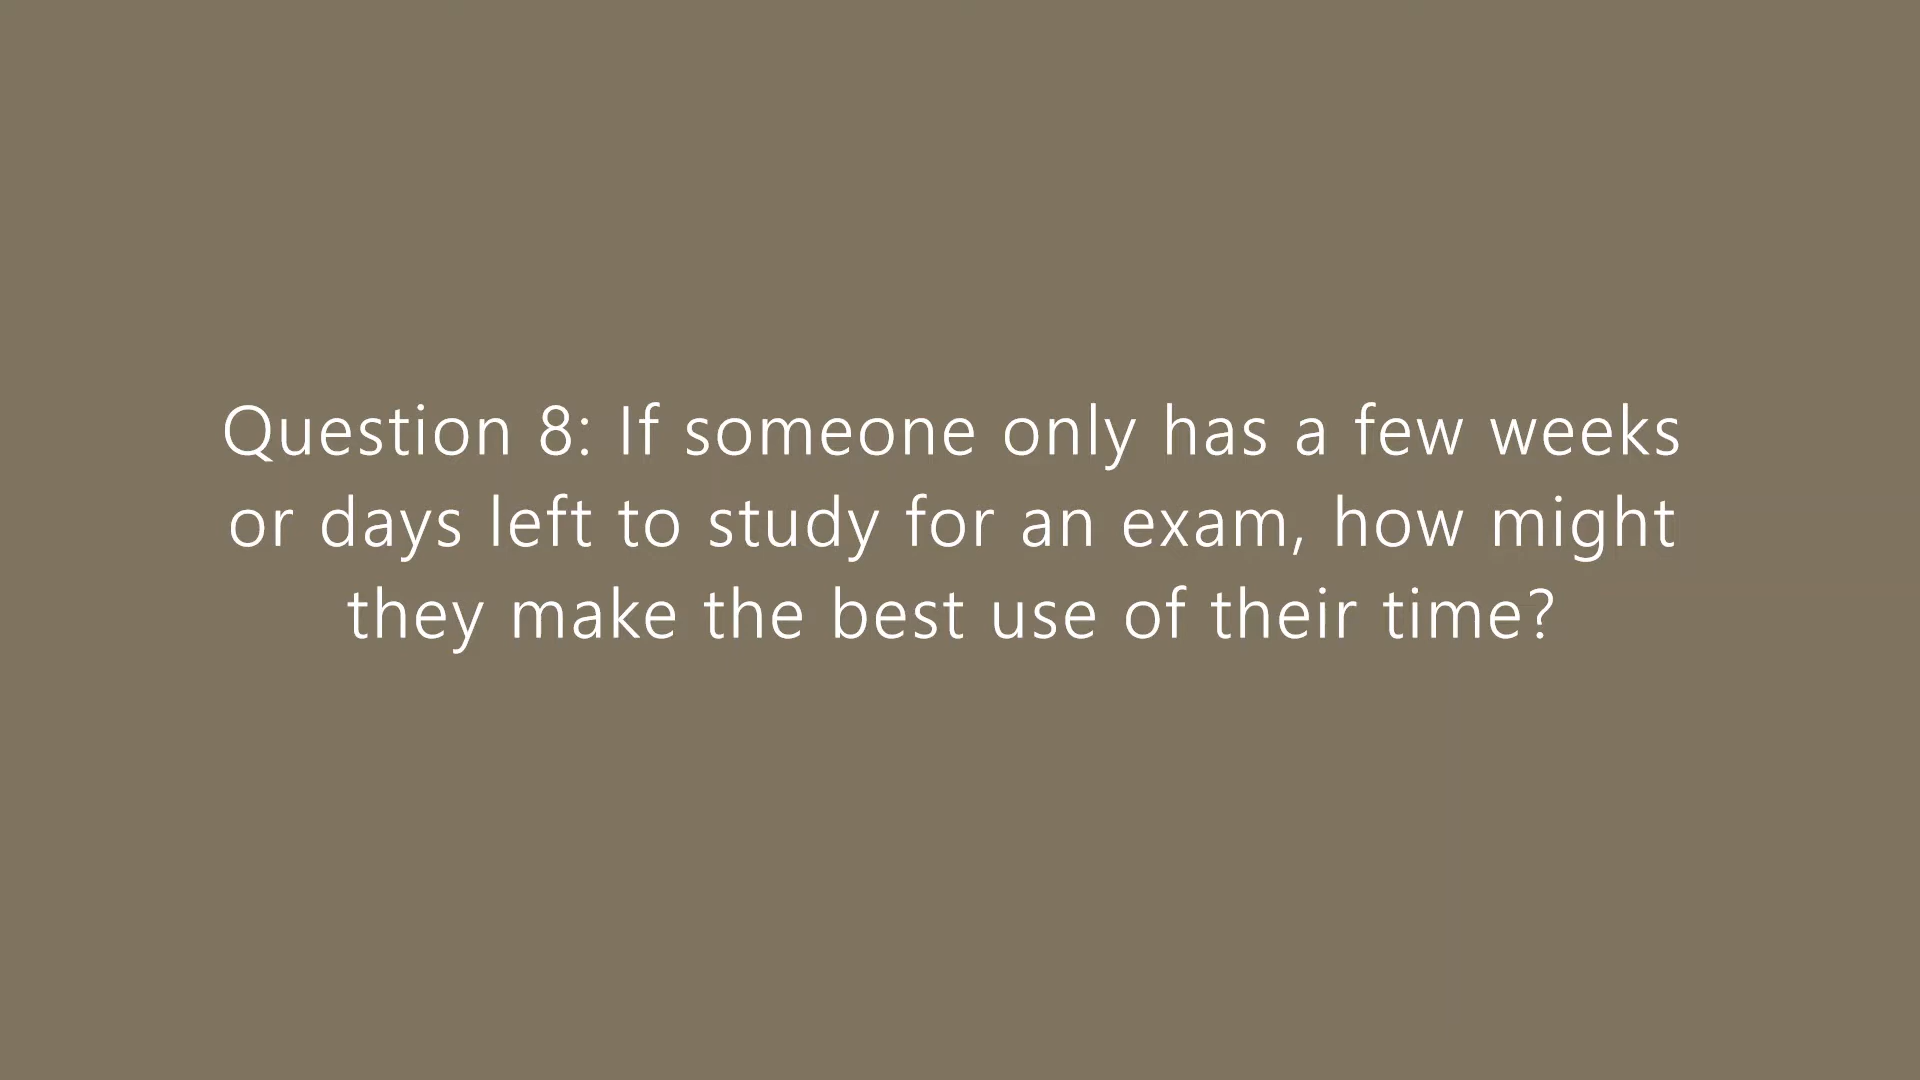 Question 8: If someone only has a few weeks
or days left to study for an exam, how might
they make the best use of their time?